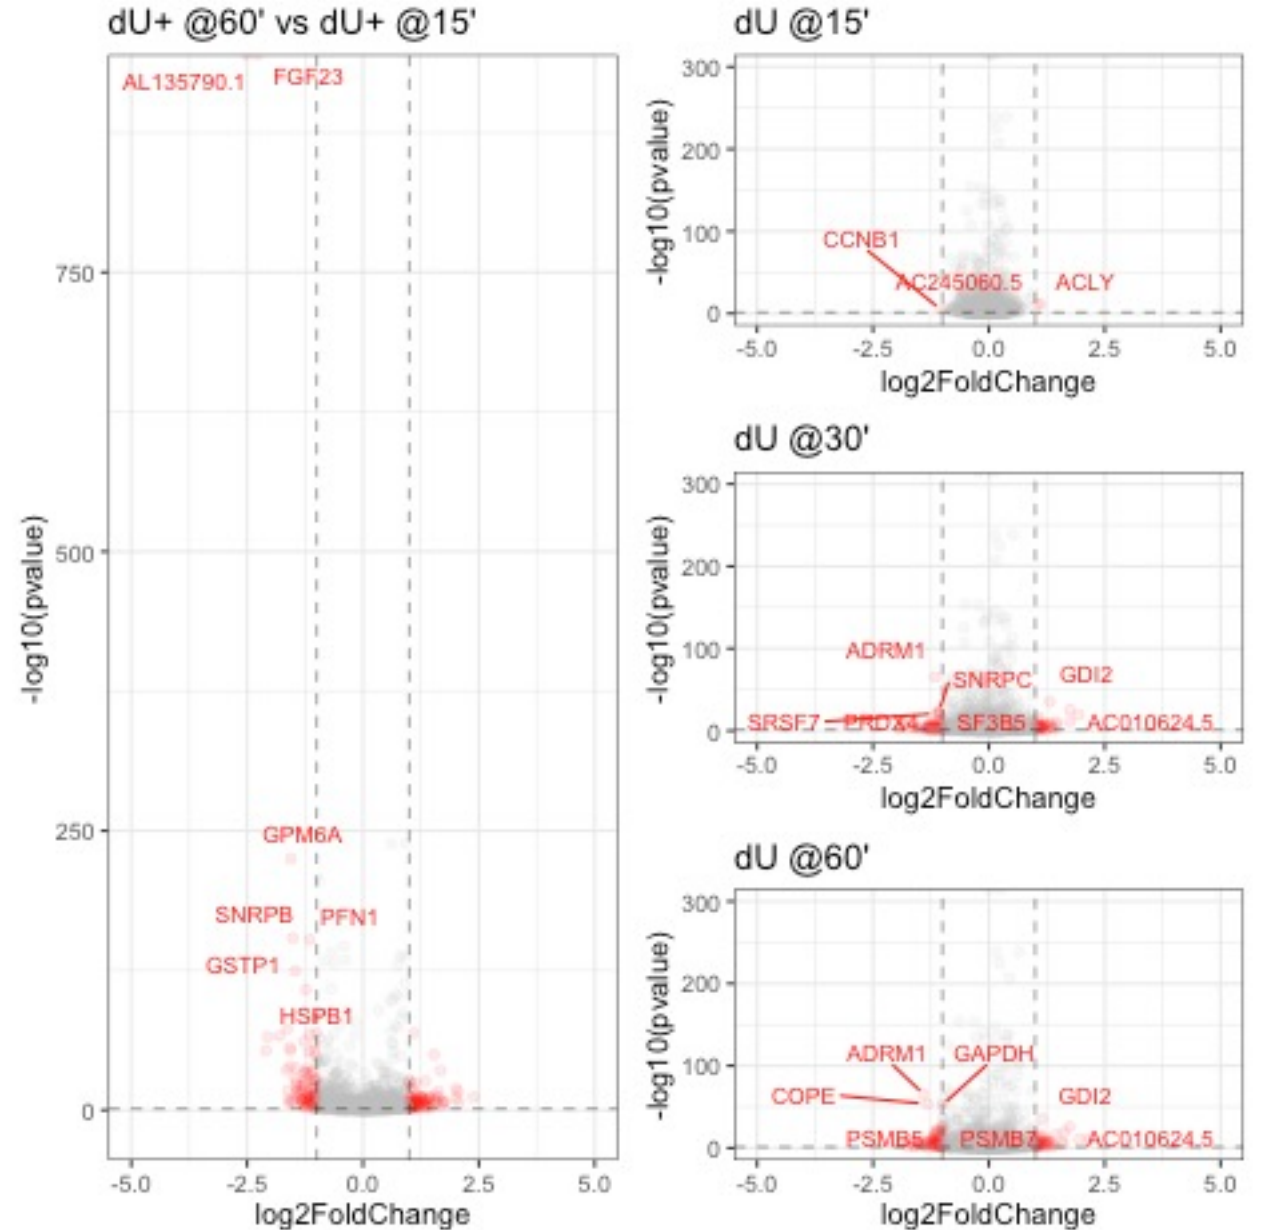 dU+ @60' vs dU+ @15'
AL135790.1
FGF23
750
500
250
0
-log10(pvalue)
GPM6A
SNRPB
PFN1
GSTP1
HSPB1
-5.0 -2.5 0.0 2.5 5.0
log2FoldChange
dU @15'
300
200
100
0
-log10(pvalue)
CCNB1
AC245060.5
ACLY
-5.0 -2.5 0.0 2.5 5.0
log2FoldChange
dU @30'
300
200
100
0
-log10(pvalue)
ADRM1
SNRPC
GDI2
SRSF7
PRDX4
SF3B5
AC010624.5
-5.0 -2.5 0.0 2.5 5.0
log2FoldChange
dU @60'
300
200
100
0
-log10(pvalue)
ADRM1
GAPDH
COPE
GDI2
PSMB5
PSMB7
AC010624.5
-5.0 -2.5 0.0 2.5 5.0
log2FoldChange